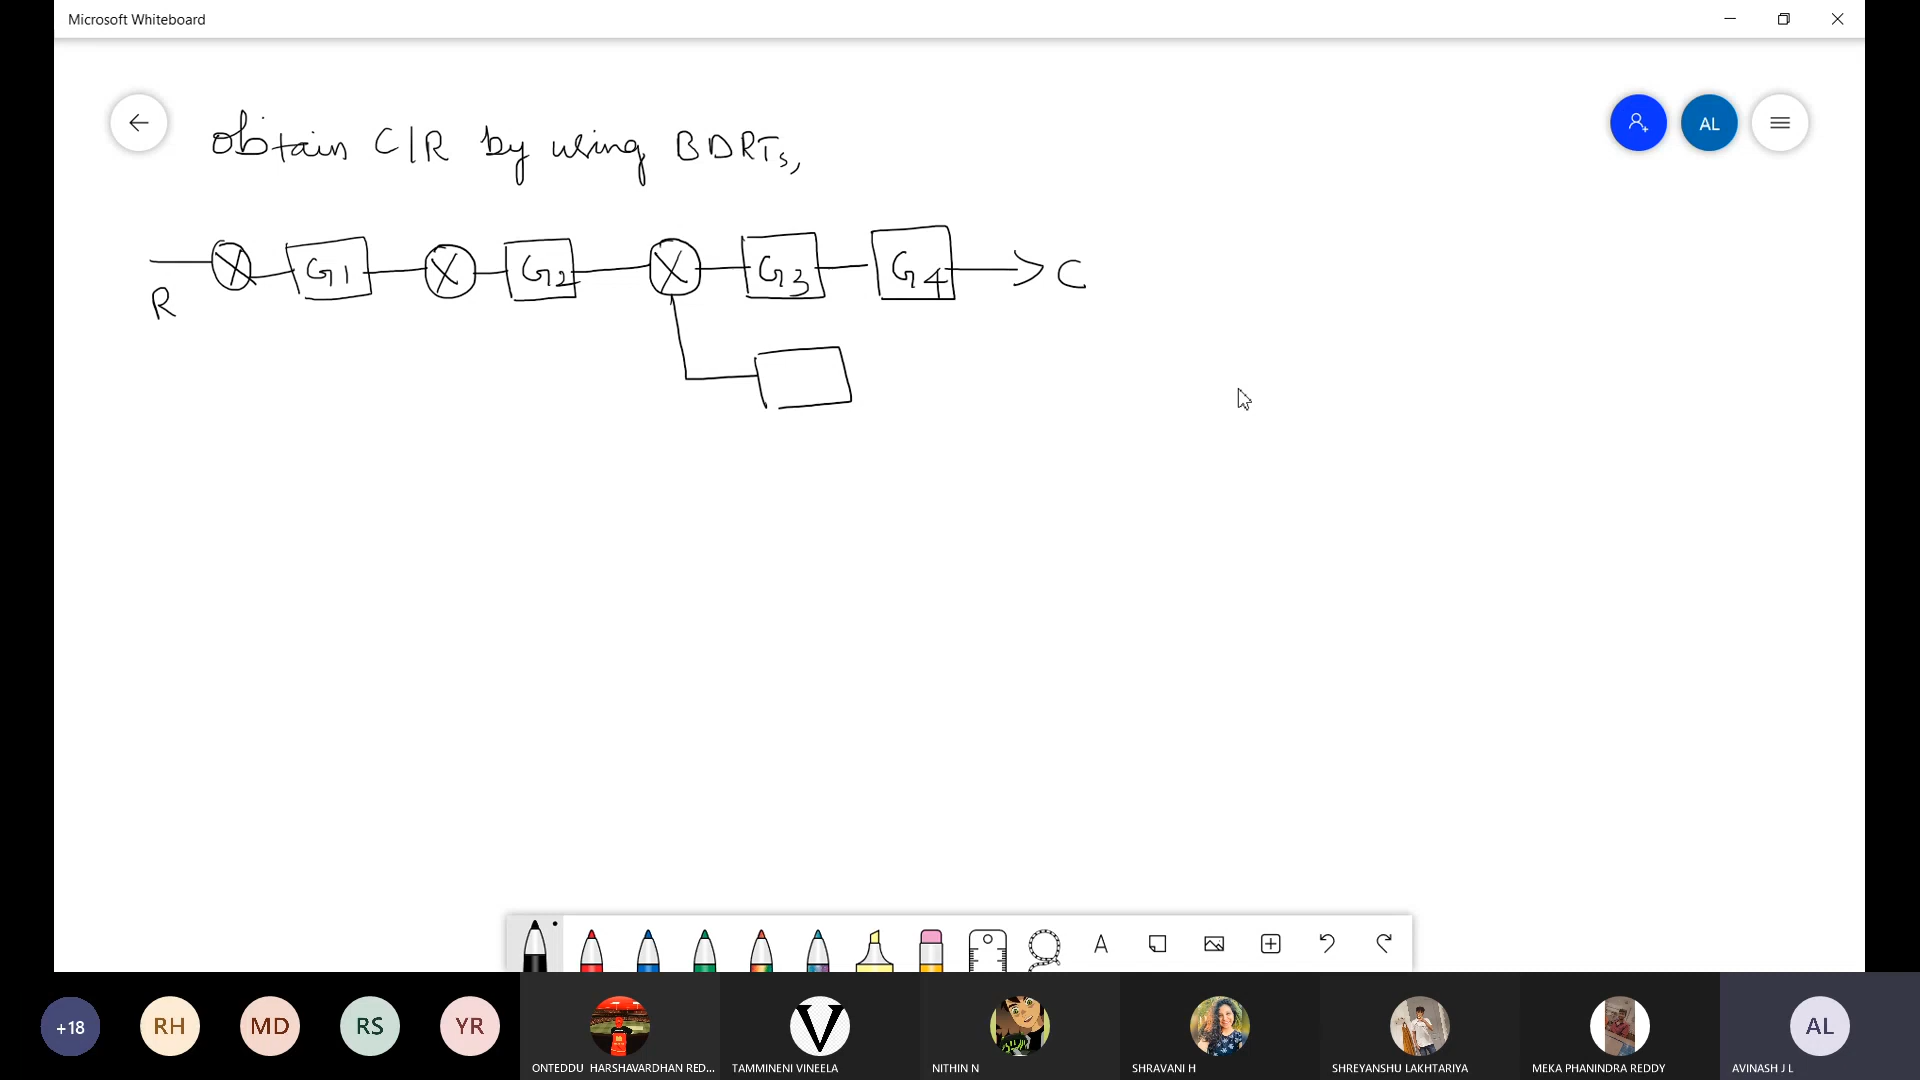 Microsoft Whiteboard
Obtain C/R by using BDRTs,
AL
R
G1
G2
G3
G4
C
A
+18
RH
MD
RS
YR
V
AL
ONTEDDU HARSHAVARDHAN RED...
TAMMINENI VINEELA
NITHIN N
SHRAVANI H
SHREYANSHU LAKHTARIYA
MEKA PHANINDRA REDDY
AVINASH J L